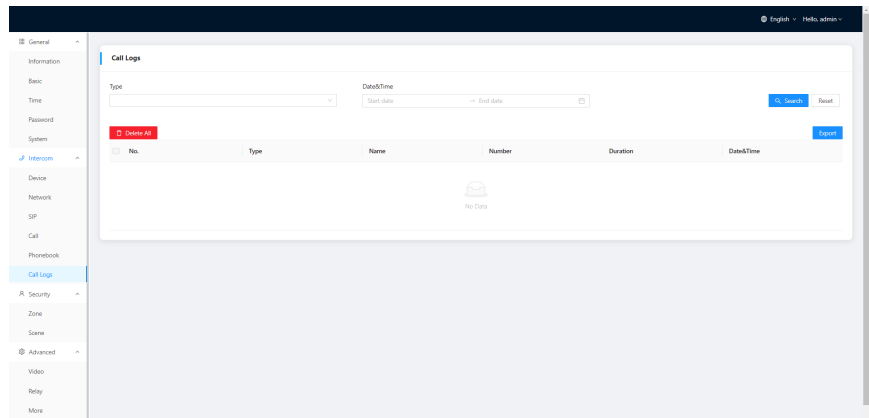 English
Hello, admin
General
Information
Basic
Time
Password
System
Intercom
Device
Network
SIP
Call
Phonebook
Call Logs
Security
Zone
Scene
Advanced
Video
Relay
More
Call Logs
Type
Date&Time
Start date
End date
Search
Reset
Delete All
Export
No. Type Name Number Duration Date&Time
No Data